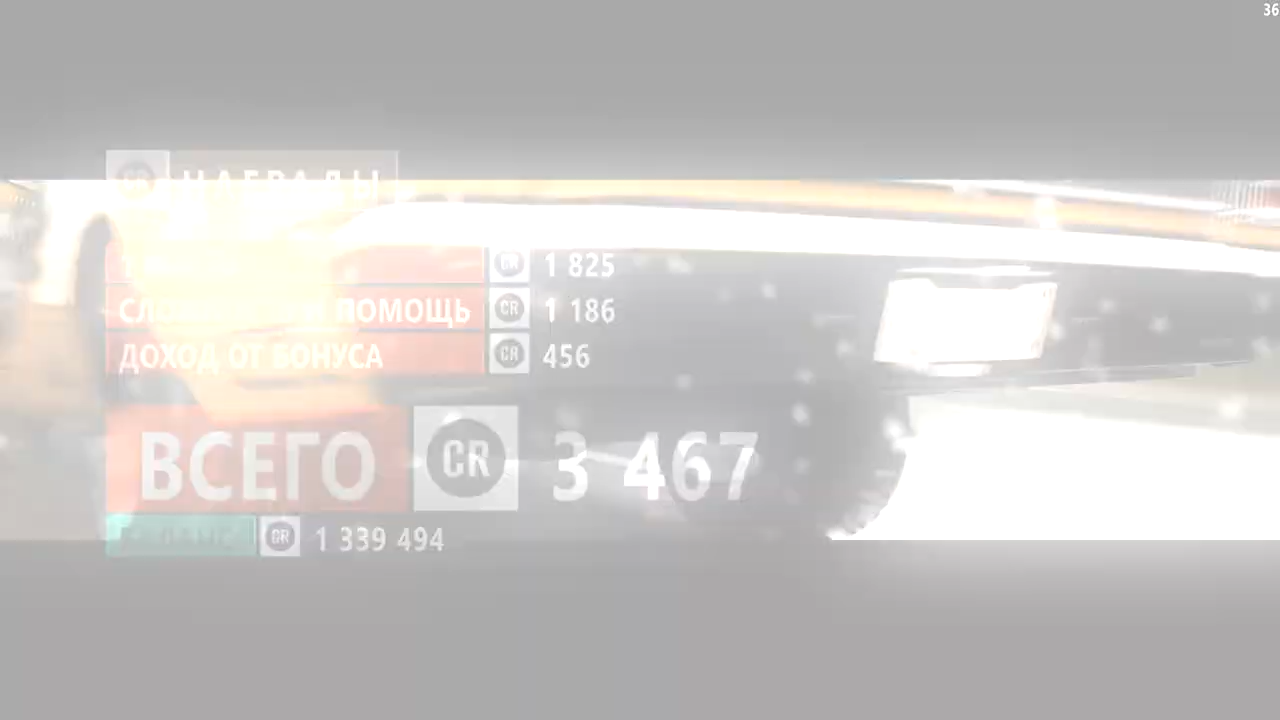 36
CR НАГРАДЫ
CR 1 825
ПОМОЩЬ CR 1 186
ДОХОД ОТ БОНУСА CR 456
ВСЕГО CR 3 467
CR 1 339 494